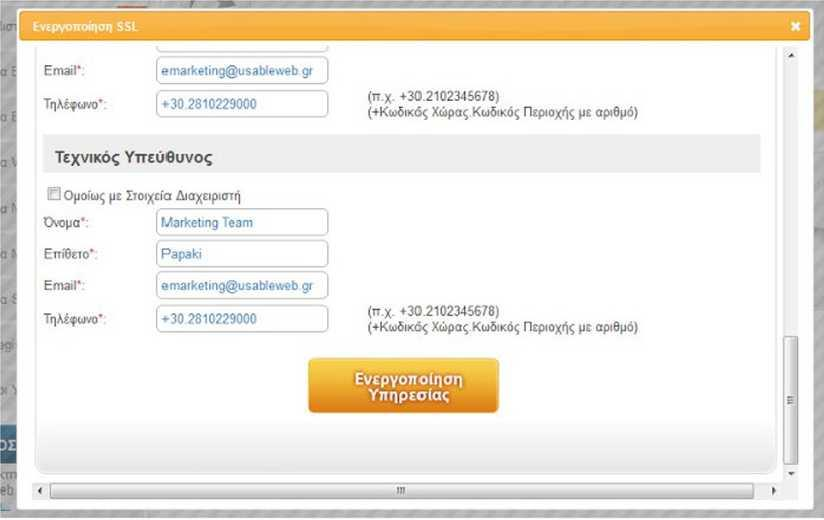 Ενεργοποίηση SSL
Email*:
emarketing@usableweb.gr
Τηλέφωνο*:
+30.2810229000
(π.χ. +30.2102345678)
(+Κωδικός Χώρας.Κωδικός Περιοχής με αριθμό)
Τεχνικός Υπεύθυνος
Ομοίως με Στοιχεία Διαχειριστή
Όνομα*:
Marketing Team
Επίθετο*:
Papaki
Email*:
emarketing@usableweb.gr
Τηλέφωνο*:
+30.2810229000
(π.χ. +30.2102345678)
(+Κωδικός Χώρας.Κωδικός Περιοχής με αριθμό)
Ενεργοποίηση
Υπηρεσίας